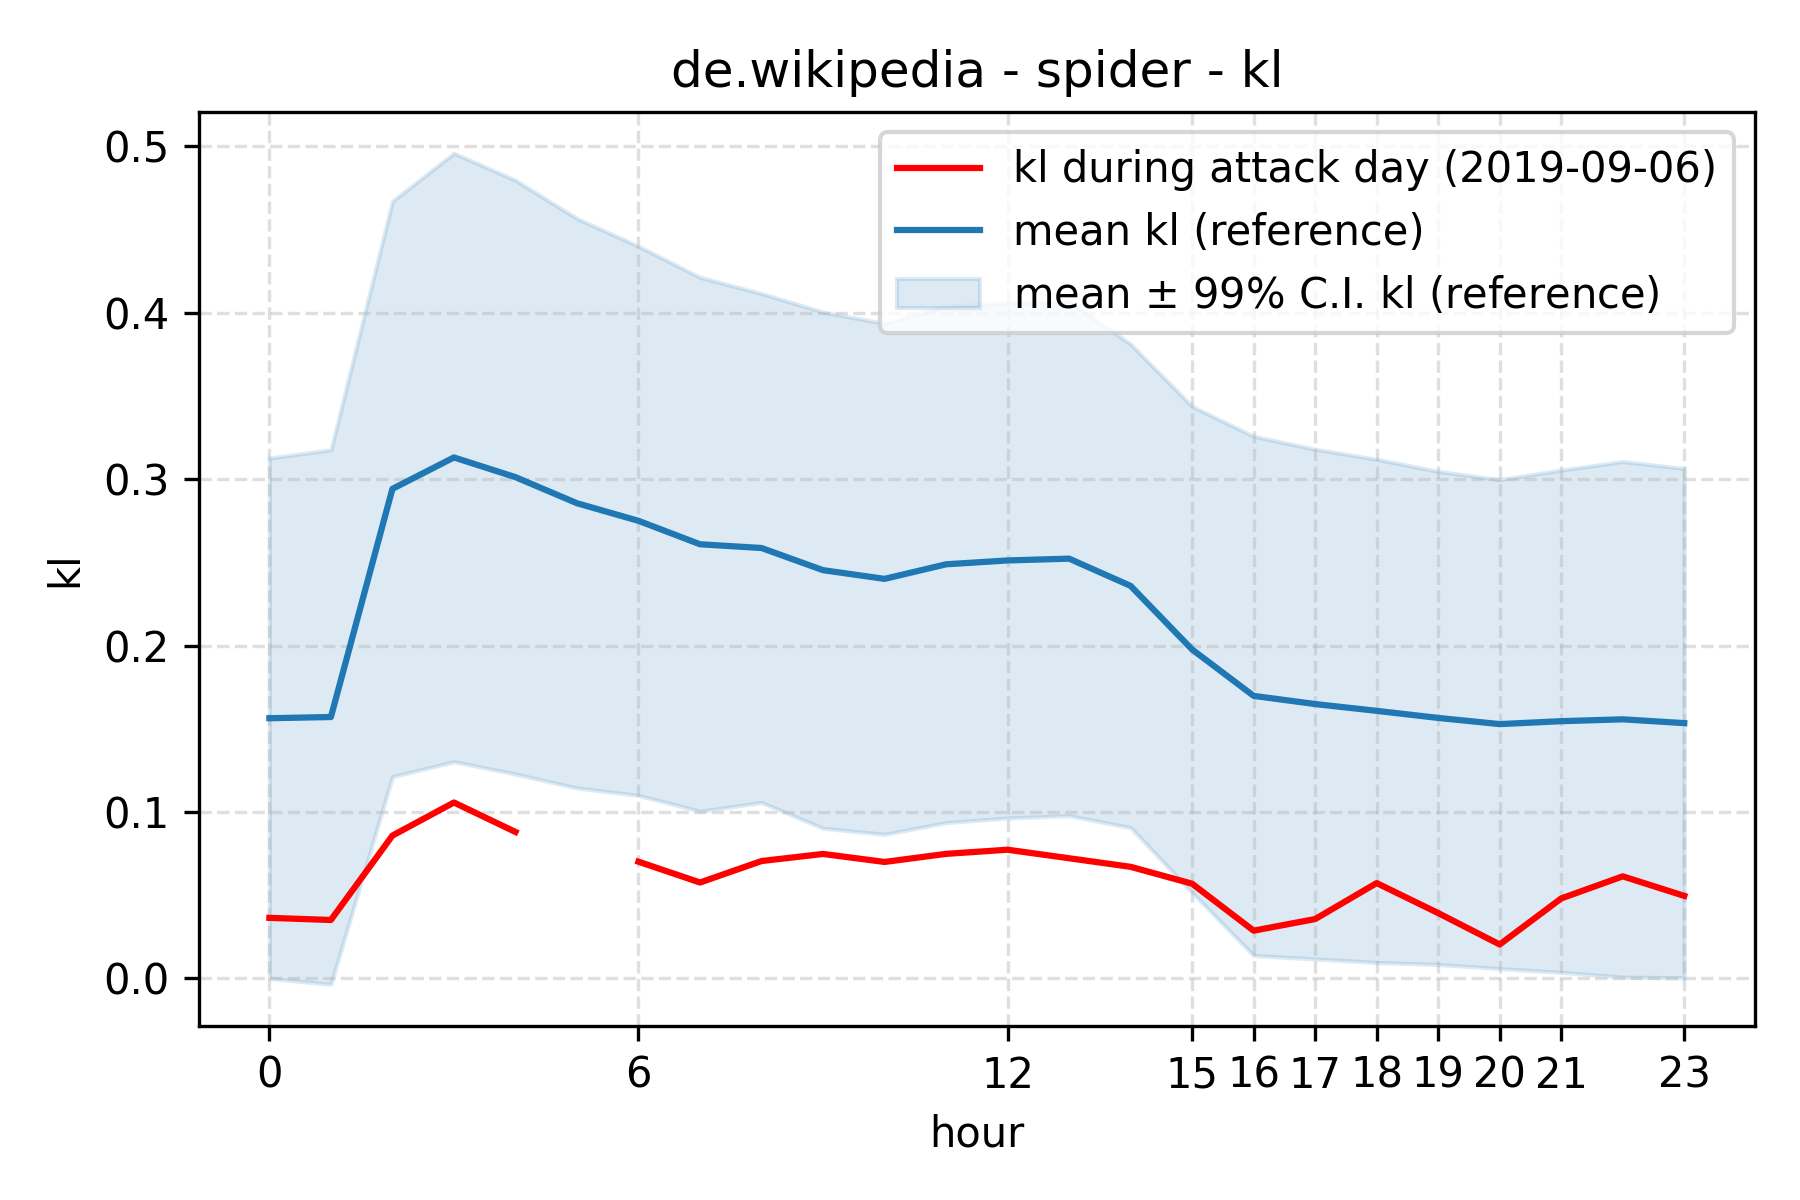 de.wikipedia - spider - kl
kl during attack day (2019-09-06)
mean kl (reference)
mean ± 99% C.I. kl (reference)
0.5
0.4
0.3
0.2
0.1
0.0
kl
0 6 12 15 16 17 18 19 20 21 23
hour